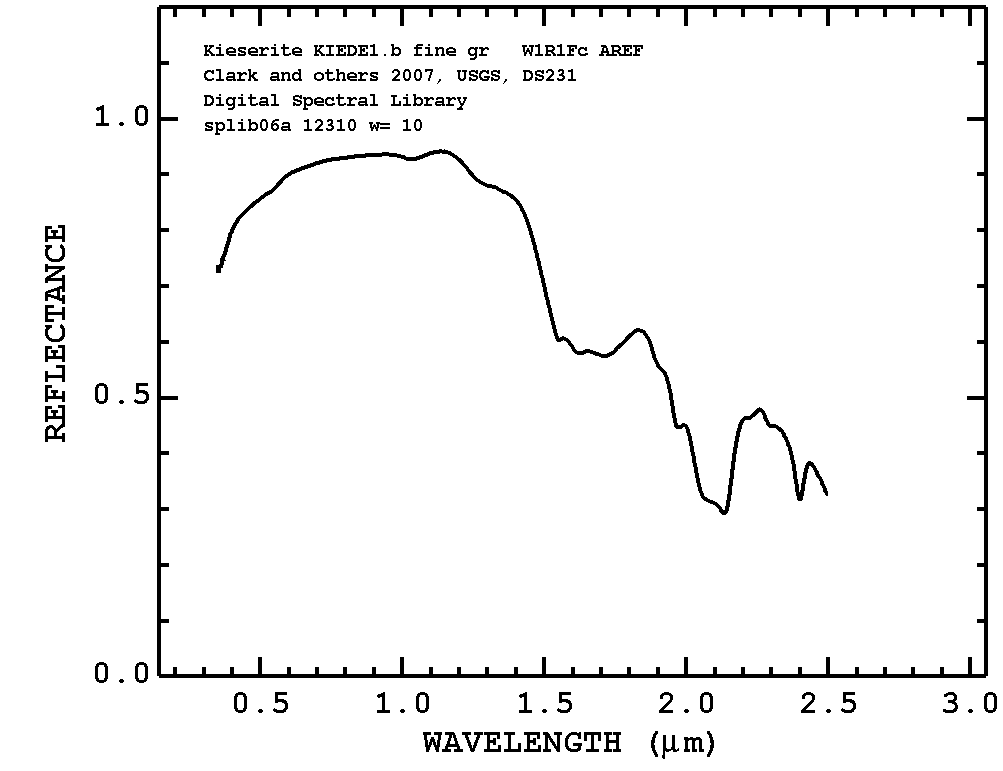 Kieserite KIEDE1.b fine gr W1R1Fc AREF
Clark and others 2007, USGS, DS231
Digital Spectral Library
splib06a 12310 w= 10
1.0
0.5
0.0
REFLECTANCE
0.5 1.0 1.5 2.0 2.5 3.0
WAVELENGTH (μm)